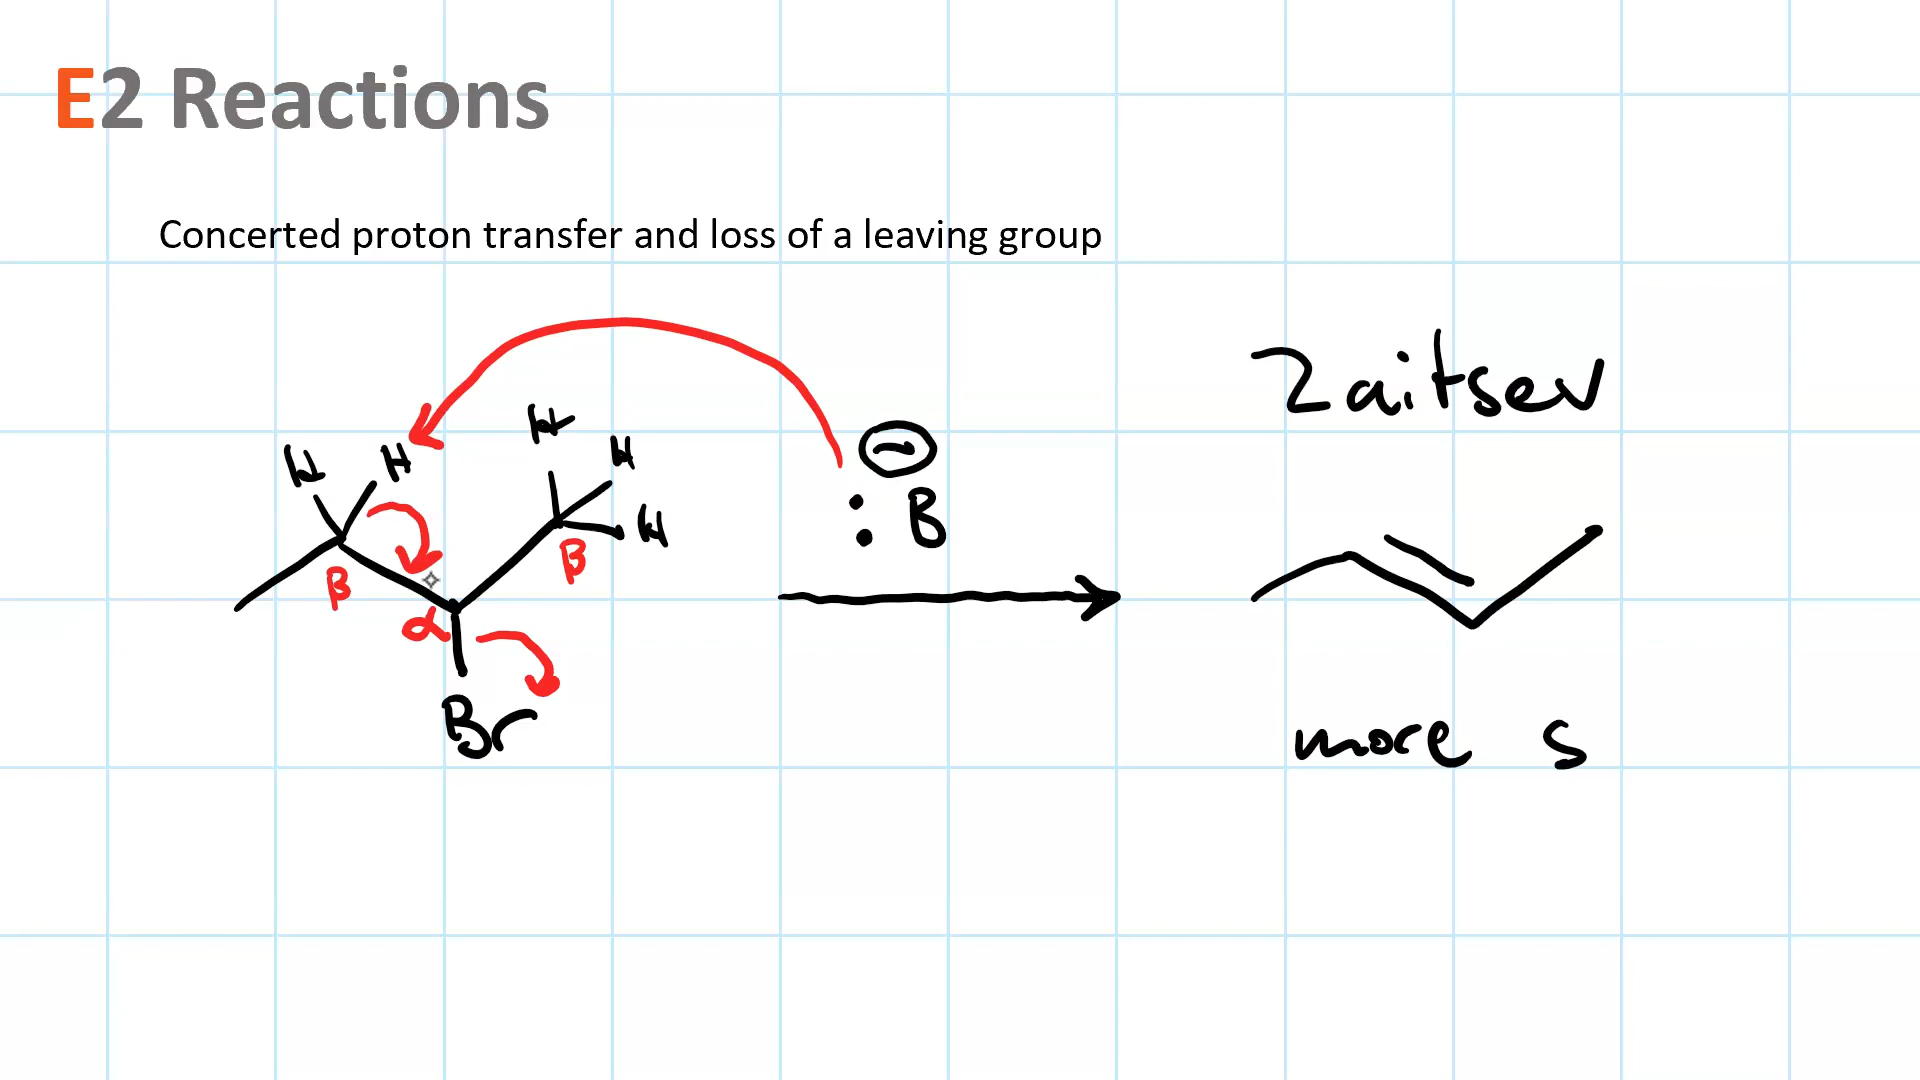 E2 Reactions
Concerted proton transfer and loss of a leaving group
Zaitsev
H H H H H
β α β
Br
⊖
: B
more s